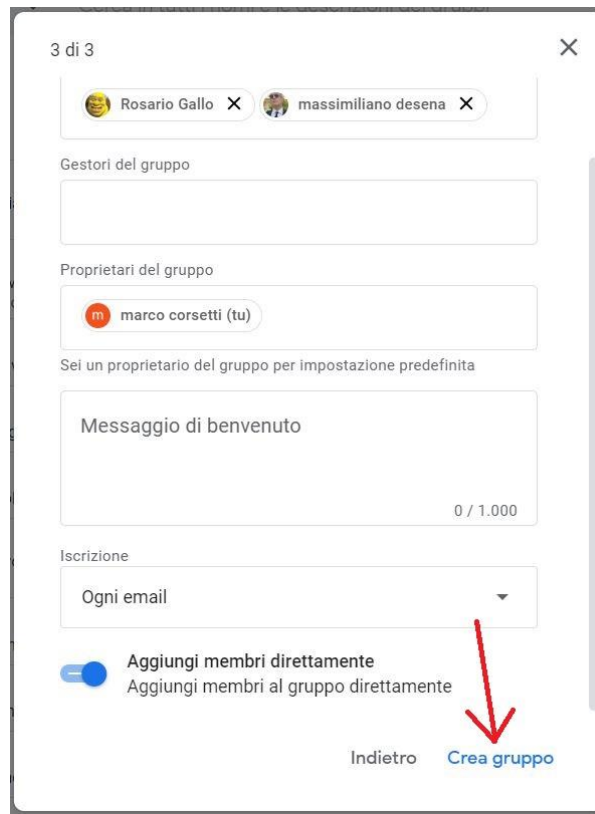 3 di 3
Rosario Gallo massimiliano desena
Gestori del gruppo
Proprietari del gruppo
m marco corsetti (tu)
Sei un proprietario del gruppo per impostazione predefinita
Messaggio di benvenuto
0 / 1.000
Iscrizione
Ogni email
Aggiungi membri direttamente
Aggiungi membri al gruppo direttamente
Indietro Crea gruppo